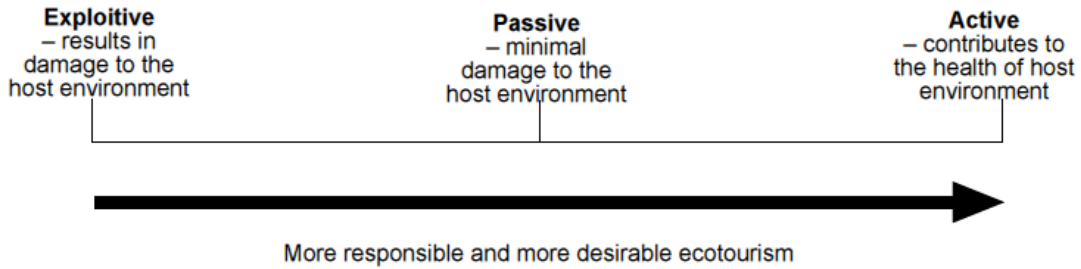 Exploitive
– results in
damage to the
host environment
Passive
– minimal
damage to the
host environment
Active
– contributes to
the health of host
environment
More responsible and more desirable ecotourism